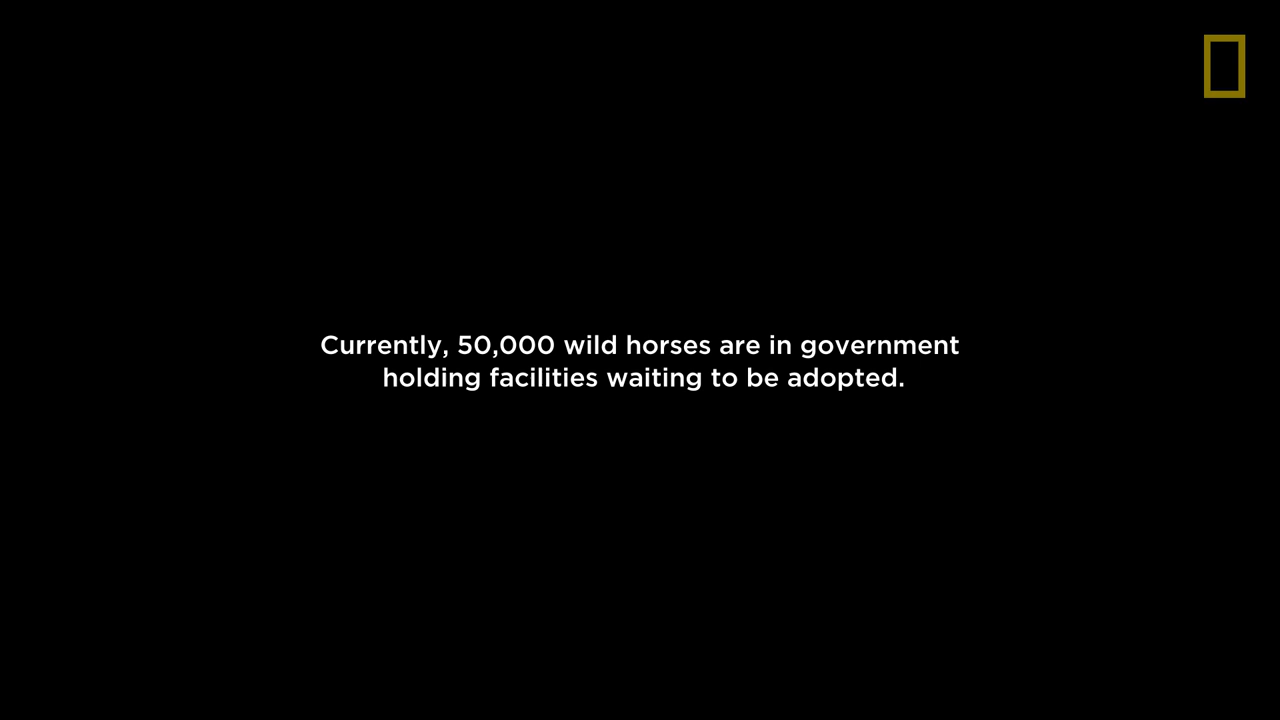 Currently, 50,000 wild horses are in government
holding facilities waiting to be adopted.